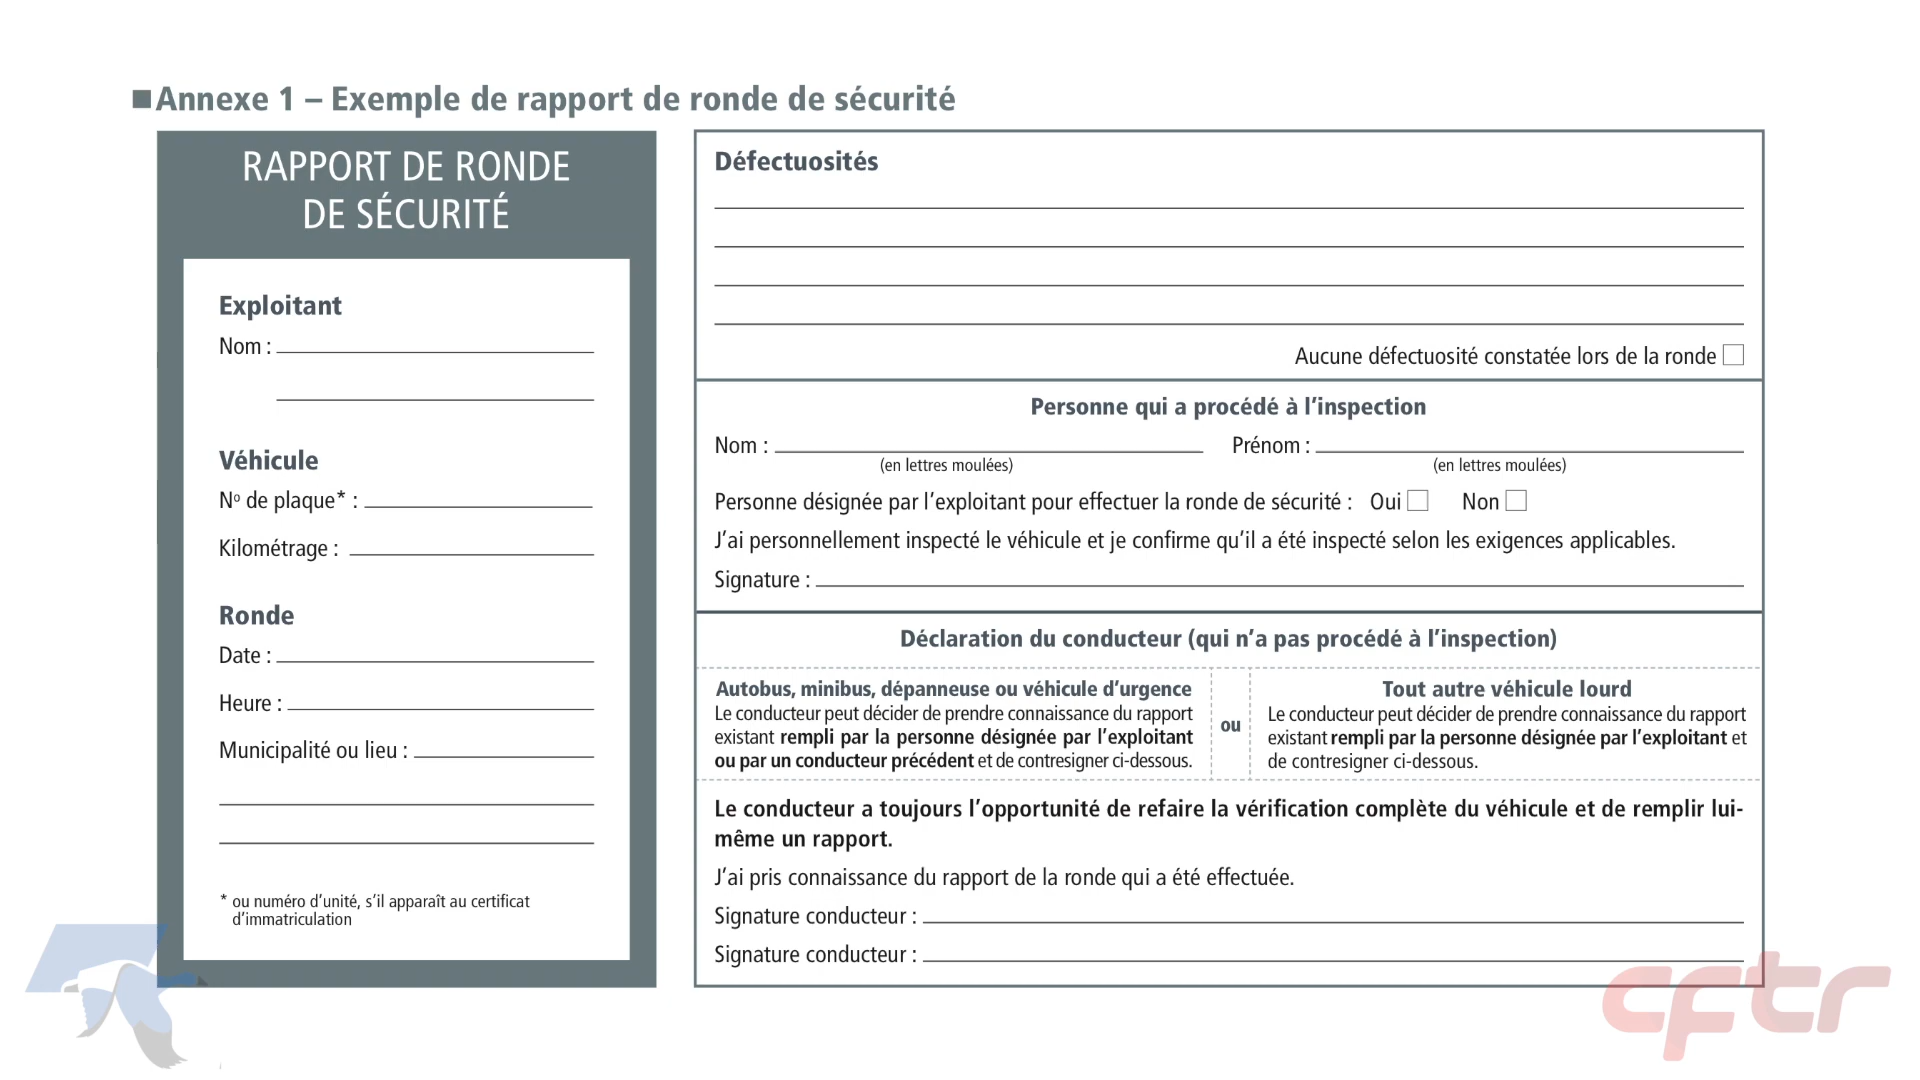 Annexe 1 – Exemple de rapport de ronde de sécurité
RAPPORT DE RONDE
DE SÉCURITÉ
Exploitant
Nom :
Véhicule
Nº de plaque* :
Kilométrage :
Ronde
Date :
Heure :
Municipalité ou lieu :
* ou numéro d’unité, s’il apparaît au certificat
d’immatriculation
Défectuosités
Aucune défectuosité constatée lors de la ronde
Personne qui a procédé à l’inspection
Nom : Prénom :
(en lettres moulées) (en lettres moulées)
Personne désignée par l’exploitant pour effectuer la ronde de sécurité : Oui Non
J’ai personnellement inspecté le véhicule et je confirme qu’il a été inspecté selon les exigences applicables.
Signature :
Déclaration du conducteur (qui n’a pas procédé à l’inspection)
Autobus, minibus, dépanneuse ou véhicule d’urgence
Le conducteur peut décider de prendre connaissance du rapport
existant rempli par la personne désignée par l’exploitant
ou par un conducteur précédent et de contresigner ci-dessous.
ou
Tout autre véhicule lourd
Le conducteur peut décider de prendre connaissance du rapport
existant rempli par la personne désignée par l’exploitant et
de contresigner ci-dessous.
Le conducteur a toujours l’opportunité de refaire la vérification complète du véhicule et de remplir lui-
même un rapport.
J’ai pris connaissance du rapport de la ronde qui a été effectuée.
Signature conducteur :
Signature conducteur :
cftr